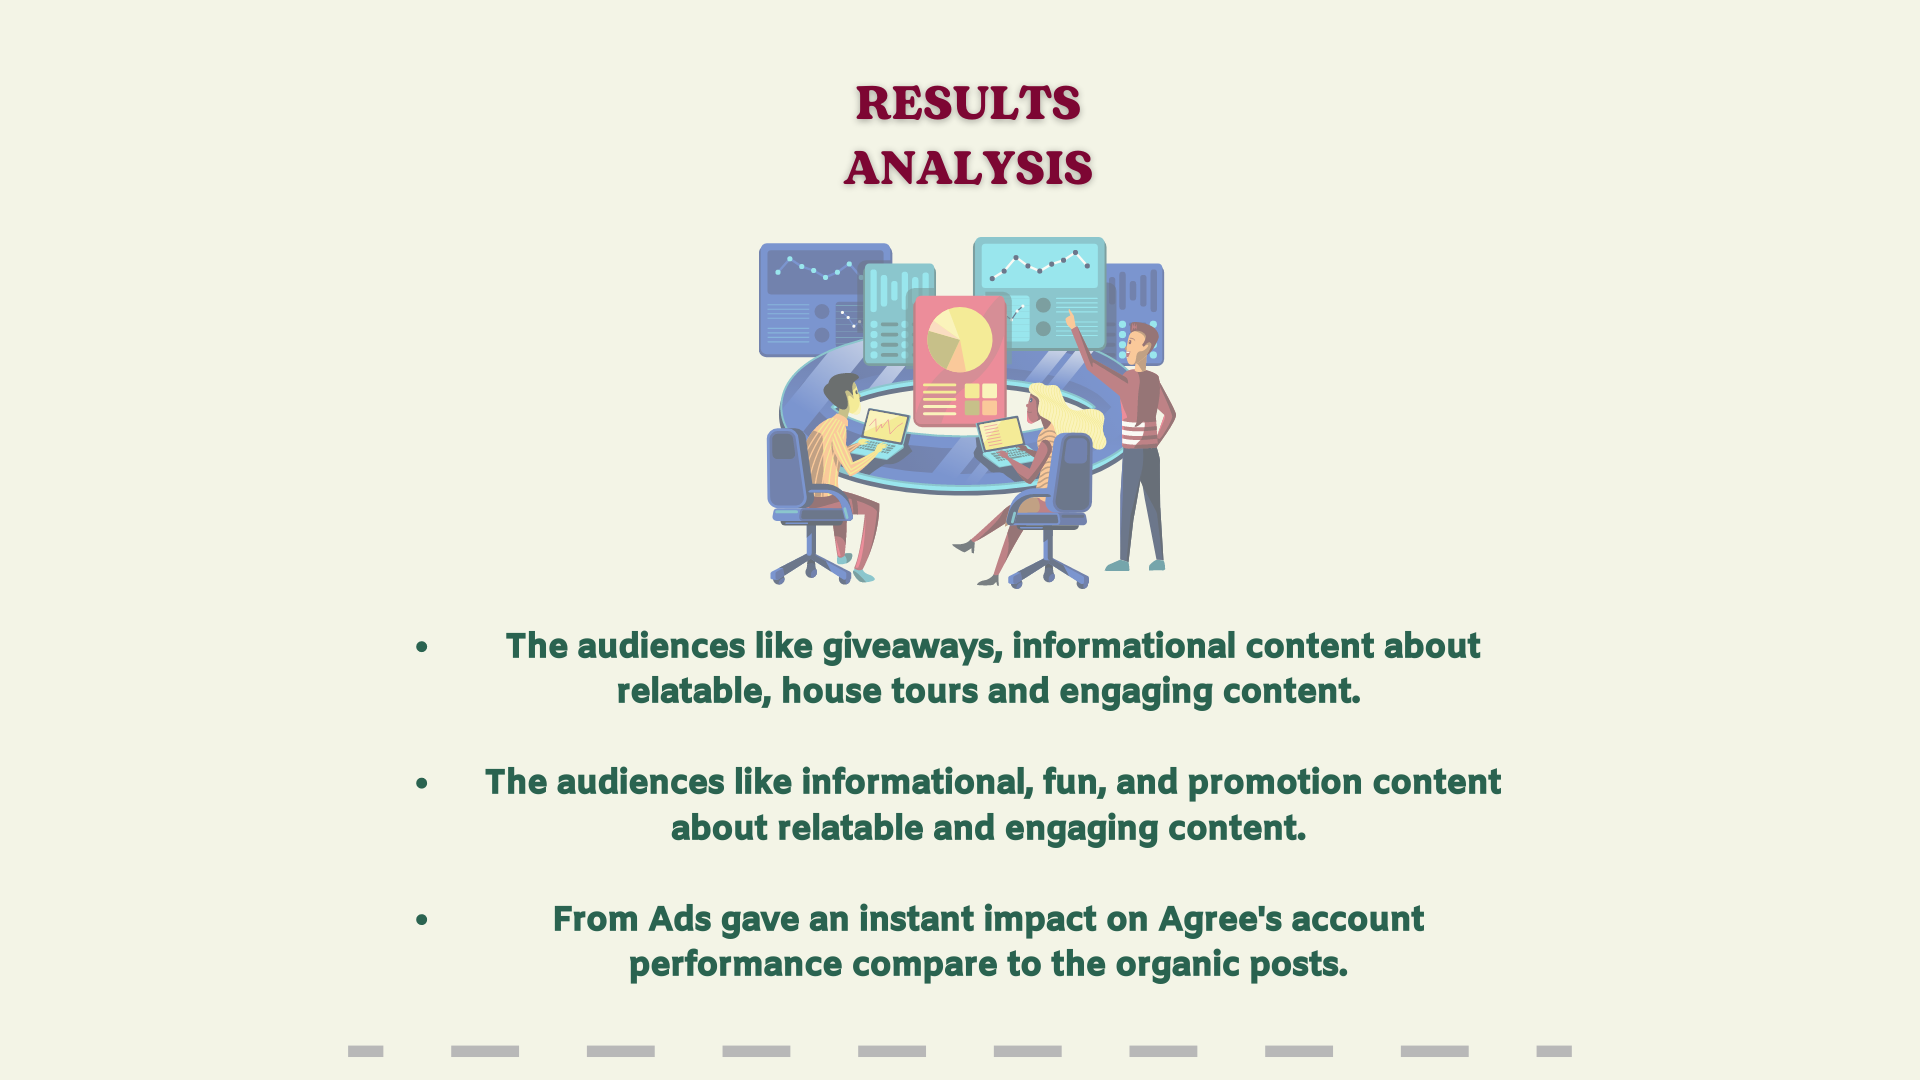 RESULTS
ANALYSIS
• The audiences like giveaways, informational content about
relatable, house tours and engaging content.
• The audiences like informational, fun, and promotion content
about relatable and engaging content.
• From Ads gave an instant impact on Agree's account
performance compare to the organic posts.